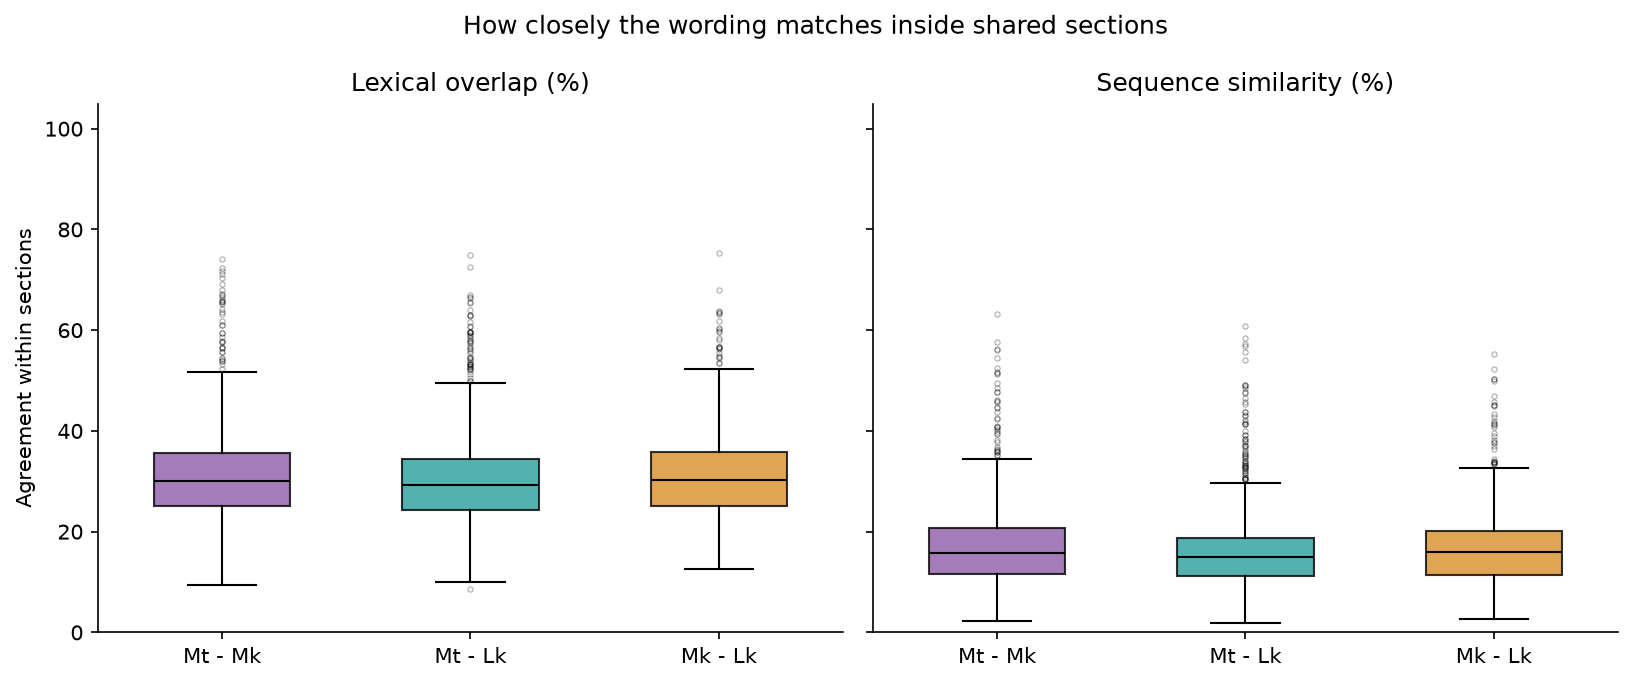 How closely the wording matches inside shared sections
Lexical overlap (%)
Sequence similarity (%)
Agreement within sections
100
80
60
40
20
0
Mt - Mk
Mt - Lk
Mk - Lk
Mt - Mk
Mt - Lk
Mk - Lk